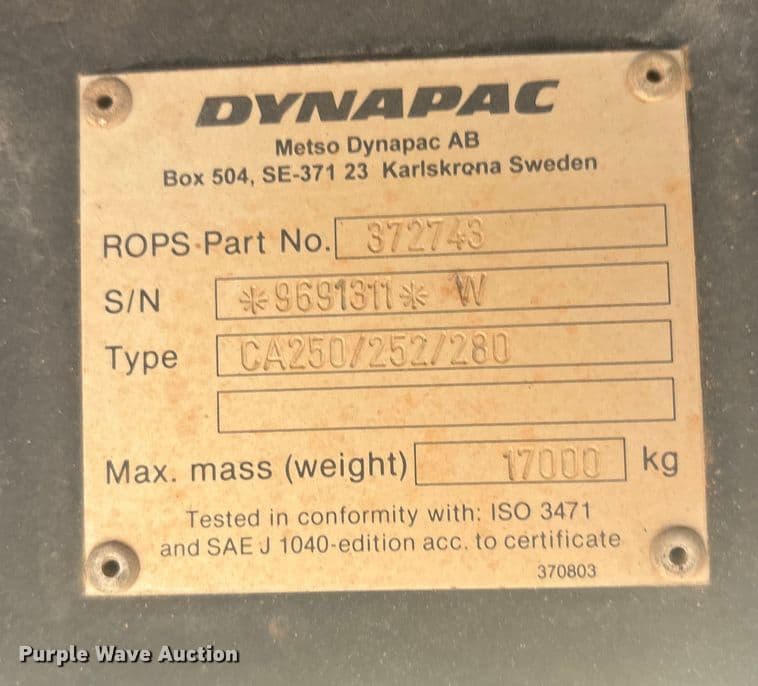 DYNAPAC
Metso Dynapac AB
Box 504, SE-371 23 Karlskrona Sweden
ROPS-Part No. 372743
S/N *9691311* W
Type CA250/252/280
Max. mass (weight) 17000 kg
Tested in conformity with: ISO 3471
and SAE J 1040-edition acc. to certificate
370803
Purple Wave Auction